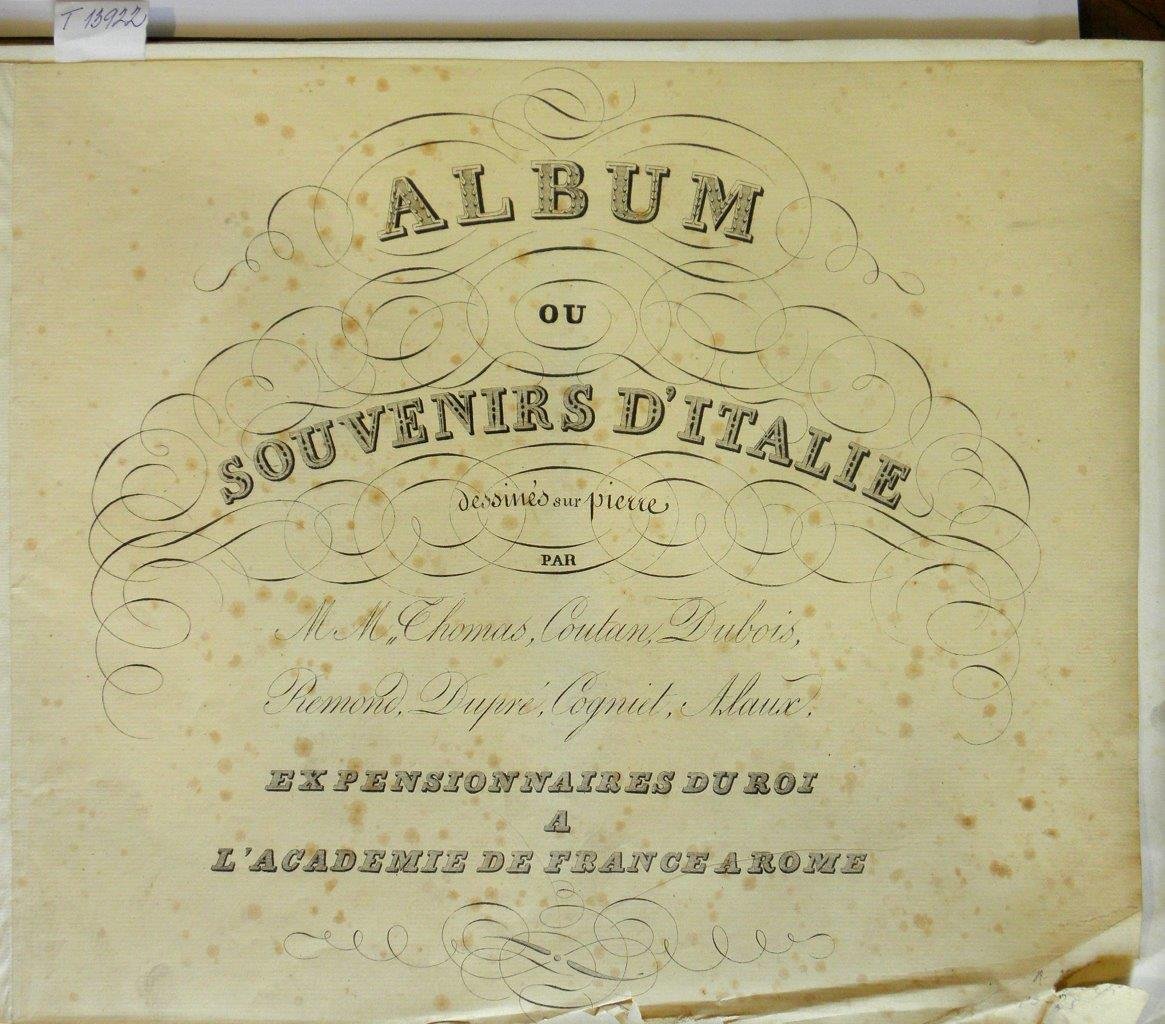 T 13922
ALBUM
OU
SOUVENIRS D'ITALIE
dessinés sur pierre
PAR
M M„ Thomas, Coutan, Dubois,
Remond, Dupré, Cogniet, Alaux.
EX PENSIONNAIRES DU ROI
A
L'ACADEMIE DE FRANCE A ROME